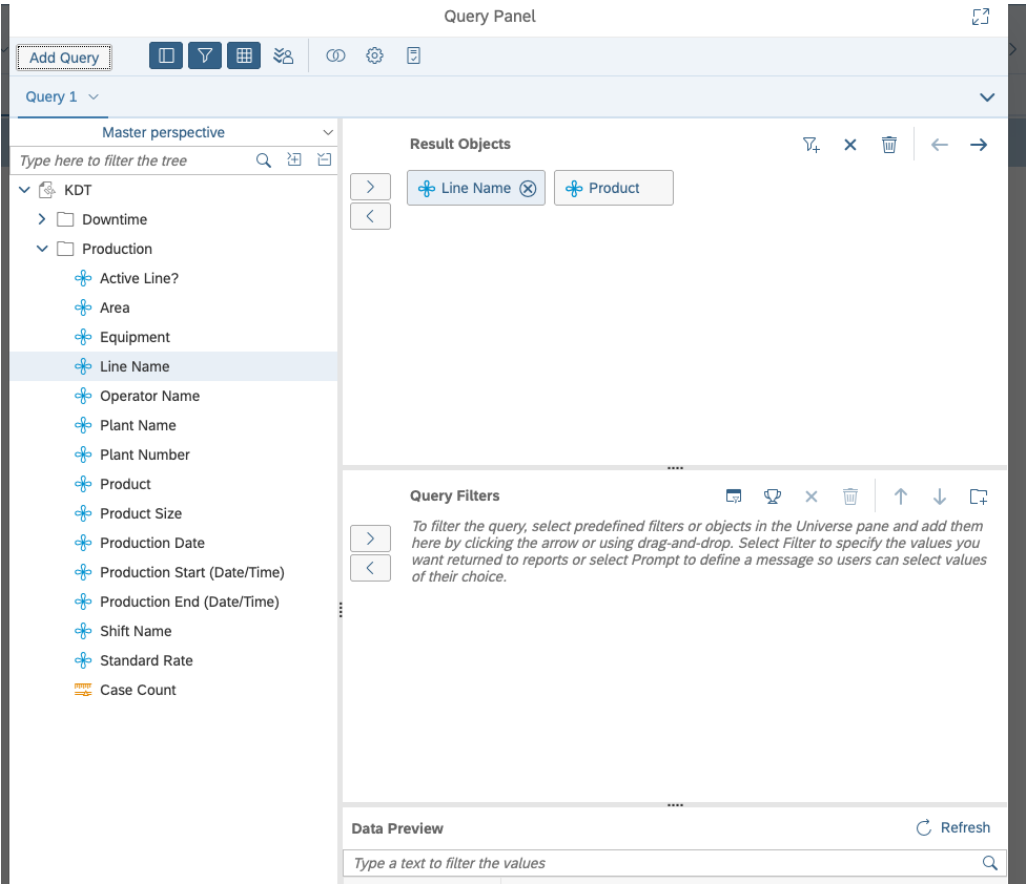 Query Panel
Add Query
Query 1
Master perspective
Type here to filter the tree
KDT
Downtime
Production
Active Line?
Area
Equipment
Line Name
Operator Name
Plant Name
Plant Number
Product
Product Size
Production Date
Production Start (Date/Time)
Production End (Date/Time)
Shift Name
Standard Rate
Case Count
Result Objects
Line Name
Product
Query Filters
To filter the query, select predefined filters or objects in the Universe pane and add them
here by clicking the arrow or using drag-and-drop. Select Filter to specify the values you
want returned to reports or select Prompt to define a message so users can select values
of their choice.
Data Preview
Refresh
Type a text to filter the values